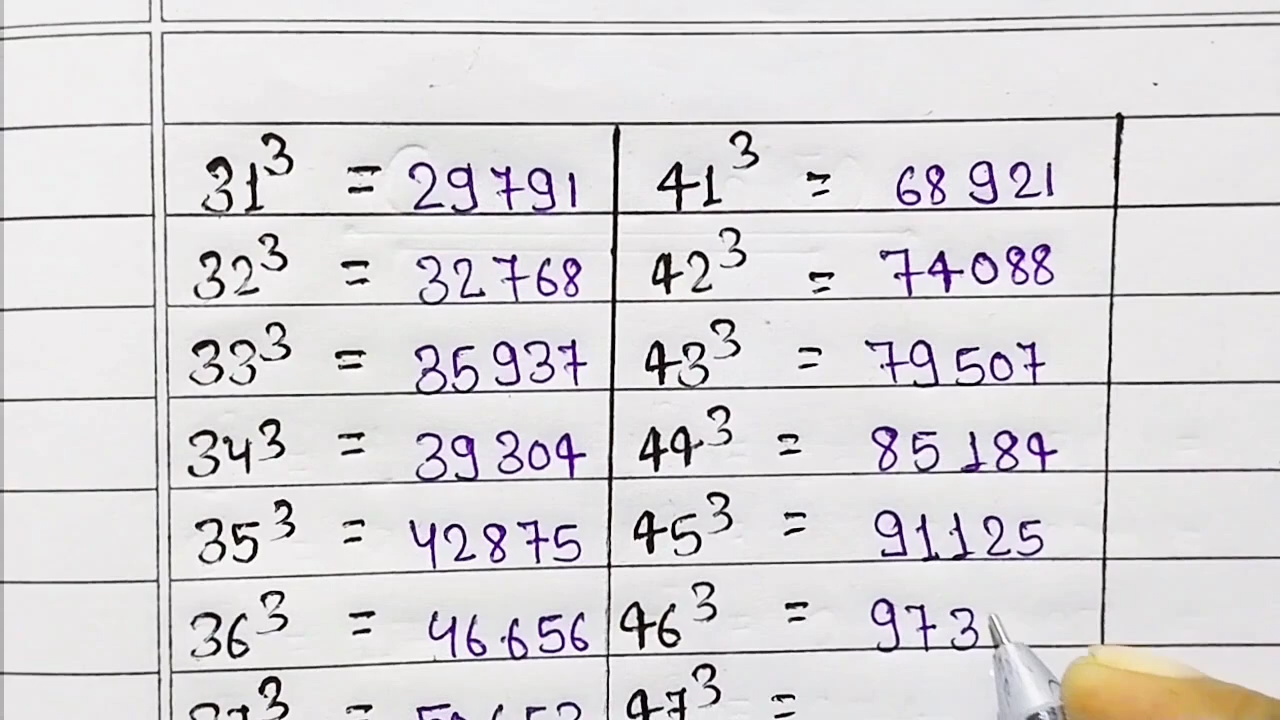 31³ = 29791 41³ = 68921
32³ = 32768 42³ = 74088
33³ = 35937 43³ = 79507
34³ = 39304 44³ = 85184
35³ = 42875 45³ = 91125
36³ = 46656 46³ = 973
³ = 47³ =